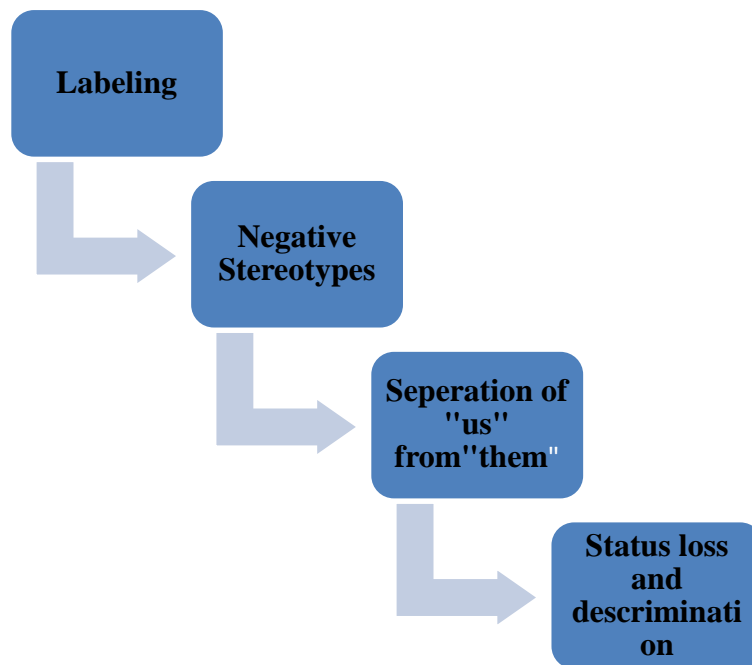 Labeling
Negative
Stereotypes
Seperation of
"us"
from"them"
Status loss
and
descriminati
on